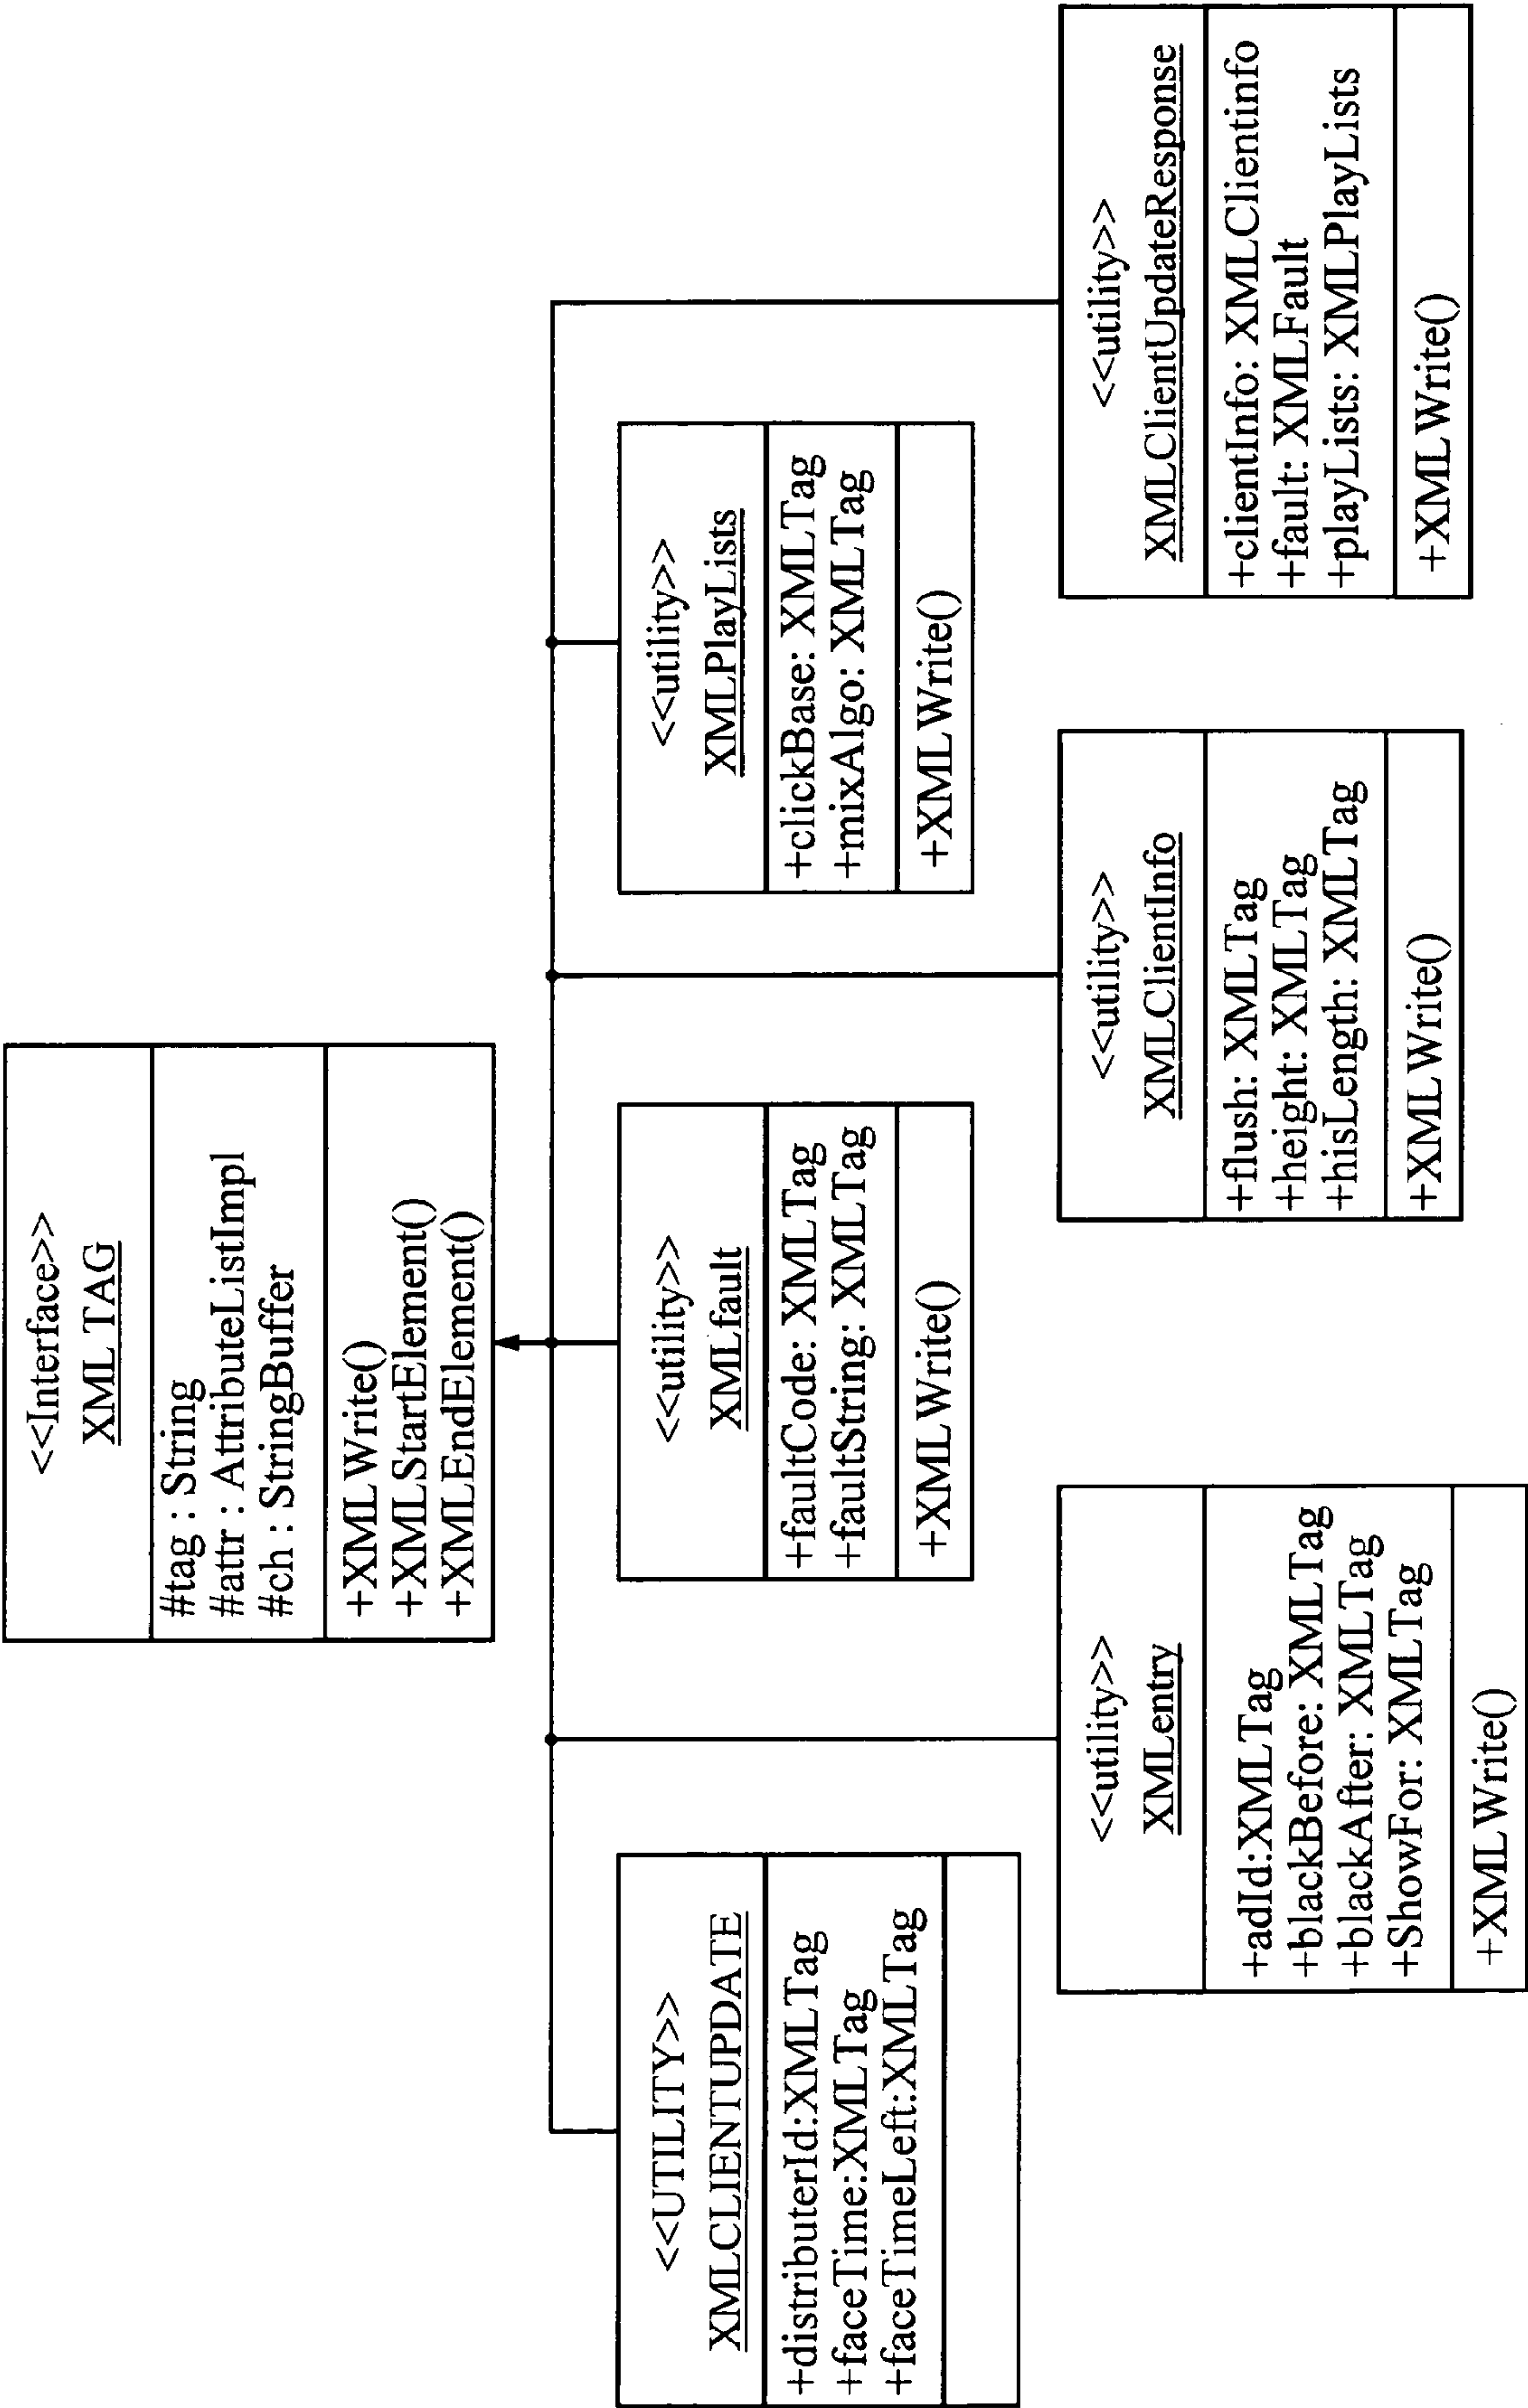 <<Interface>>
XML TAG
#tag : String
#attr : AttributeListImpl
#ch : StringBuffer
+XMLWrite()
+XMLStartElement()
+XMLEndElement()
<<UTILITY>>
XMLCLIENTUPDATE
+distributerId:XMLTag
+faceTime:XMLTag
+faceTimeLeft:XMLTag
<<utility>>
XMLfault
+faultCode: XMLTag
+faultString: XMLTag
+XMLWrite()
<<utility>>
XMLPlayLists
+clickBase: XMLTag
+mixAlgo: XMLTag
+XMLWrite()
<<utility>>
XMLentry
+adId:XMLTag
+blackBefore: XMLTag
+blackAfter: XMLTag
+ShowFor: XMLTag
+XMLWrite()
<<utility>>
XMLClientInfo
+flush: XMLTag
+height: XMLTag
+hisLength: XMLTag
+XMLWrite()
<<utility>>
XMLClientUpdateResponse
+clientInfo: XMLClientinfo
+fault: XMLFault
+playLists: XMLPlayLists
+XMLWrite()